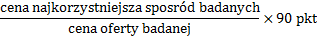 cena najkorzystniejsza spośród badanych
cena oferty badanej
× 90 pkt